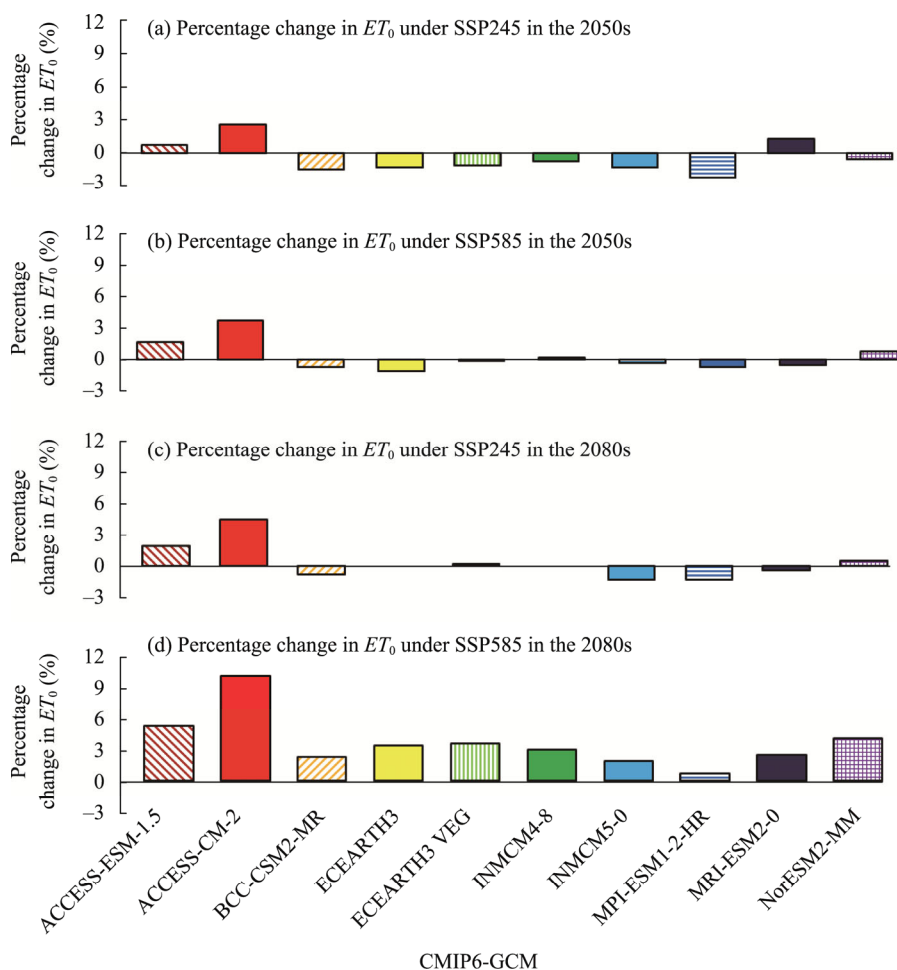 (a) Percentage change in ET₀ under SSP245 in the 2050s
Percentage
change in ET₀ (%)
12
9
6
3
0
−3
(b) Percentage change in ET₀ under SSP585 in the 2050s
Percentage
change in ET₀ (%)
12
9
6
3
0
−3
(c) Percentage change in ET₀ under SSP245 in the 2080s
Percentage
change in ET₀ (%)
12
9
6
3
0
−3
(d) Percentage change in ET₀ under SSP585 in the 2080s
Percentage
change in ET₀ (%)
12
9
6
3
0
−3
ACCESS-ESM-1.5
ACCESS-CM-2
BCC-CSM2-MR
ECEARTH3
ECEARTH3 VEG
INMCM4-8
INMCM5-0
MPI-ESM1-2-HR
MRI-ESM2-0
NorESM2-MM
CMIP6-GCM